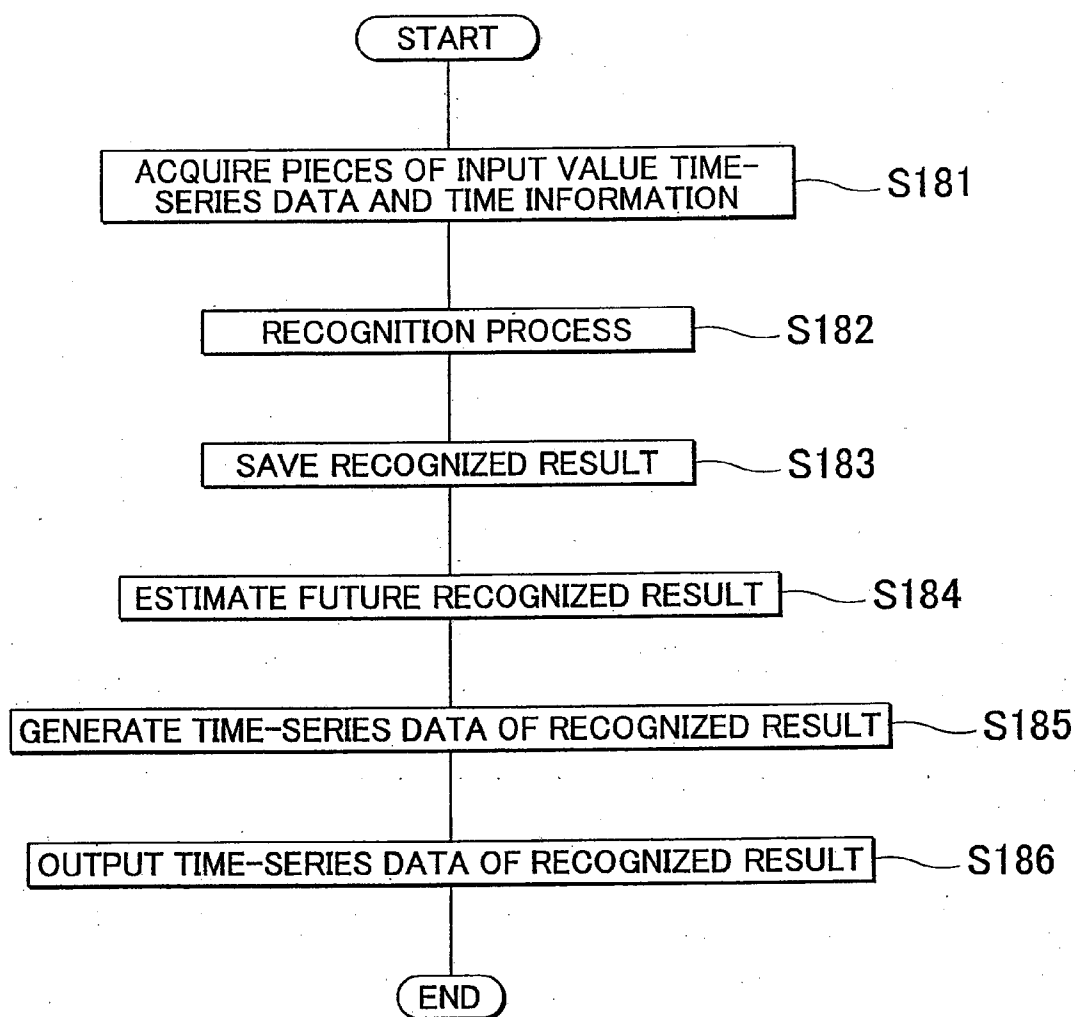 START
ACQUIRE PIECES OF INPUT VALUE TIME-
SERIES DATA AND TIME INFORMATION
S181
RECOGNITION PROCESS
S182
SAVE RECOGNIZED RESULT
S183
ESTIMATE FUTURE RECOGNIZED RESULT
S184
GENERATE TIME-SERIES DATA OF RECOGNIZED RESULT
S185
OUTPUT TIME-SERIES DATA OF RECOGNIZED RESULT
S186
END